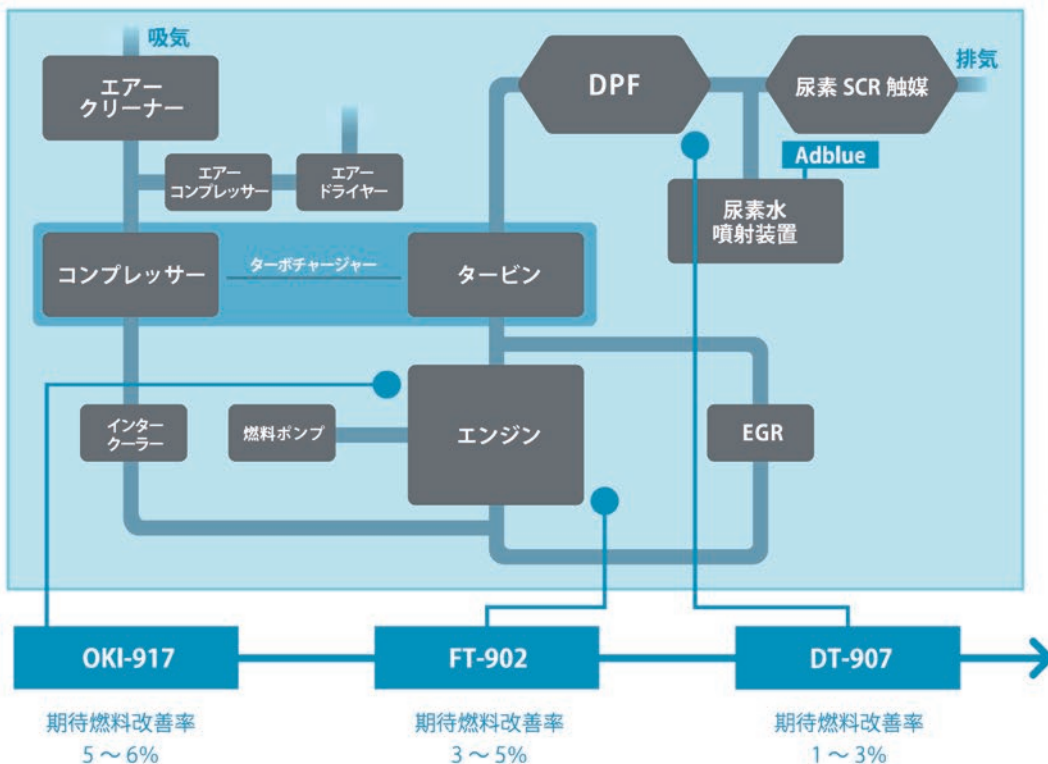 吸気
エアー
クリーナー
エアー
コンプレッサー
エアー
ドライヤー
DPF
尿素 SCR 触媒
排気
Adblue
尿素水
噴射装置
コンプレッサー
ターボチャージャー
タービン
インター
クーラー
燃料ポンプ
エンジン
EGR
OKI-917
FT-902
DT-907
期待燃料改善率
5 ～ 6%
期待燃料改善率
3 ～ 5%
期待燃料改善率
1 ～ 3%